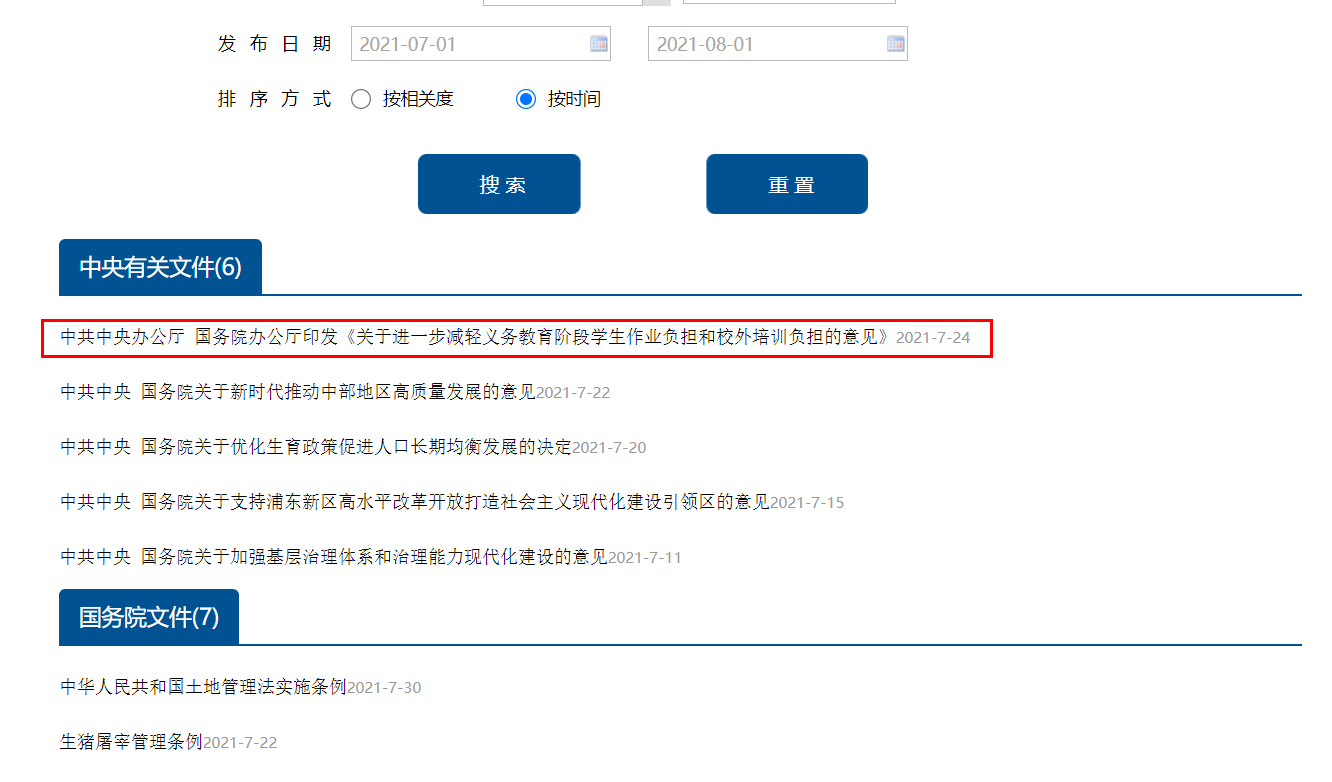 发 布 日 期 2021-07-01 2021-08-01
排 序 方 式 按相关度 按时间
搜 索 重 置
中央有关文件(6)
中共中央办公厅 国务院办公厅印发《关于进一步减轻义务教育阶段学生作业负担和校外培训负担的意见》2021-7-24
中共中央 国务院关于新时代推动中部地区高质量发展的意见2021-7-22
中共中央 国务院关于优化生育政策促进人口长期均衡发展的决定2021-7-20
中共中央 国务院关于支持浦东新区高水平改革开放打造社会主义现代化建设引领区的意见2021-7-15
中共中央 国务院关于加强基层治理体系和治理能力现代化建设的意见2021-7-11
国务院文件(7)
中华人民共和国土地管理法实施条例2021-7-30
生猪屠宰管理条例2021-7-22